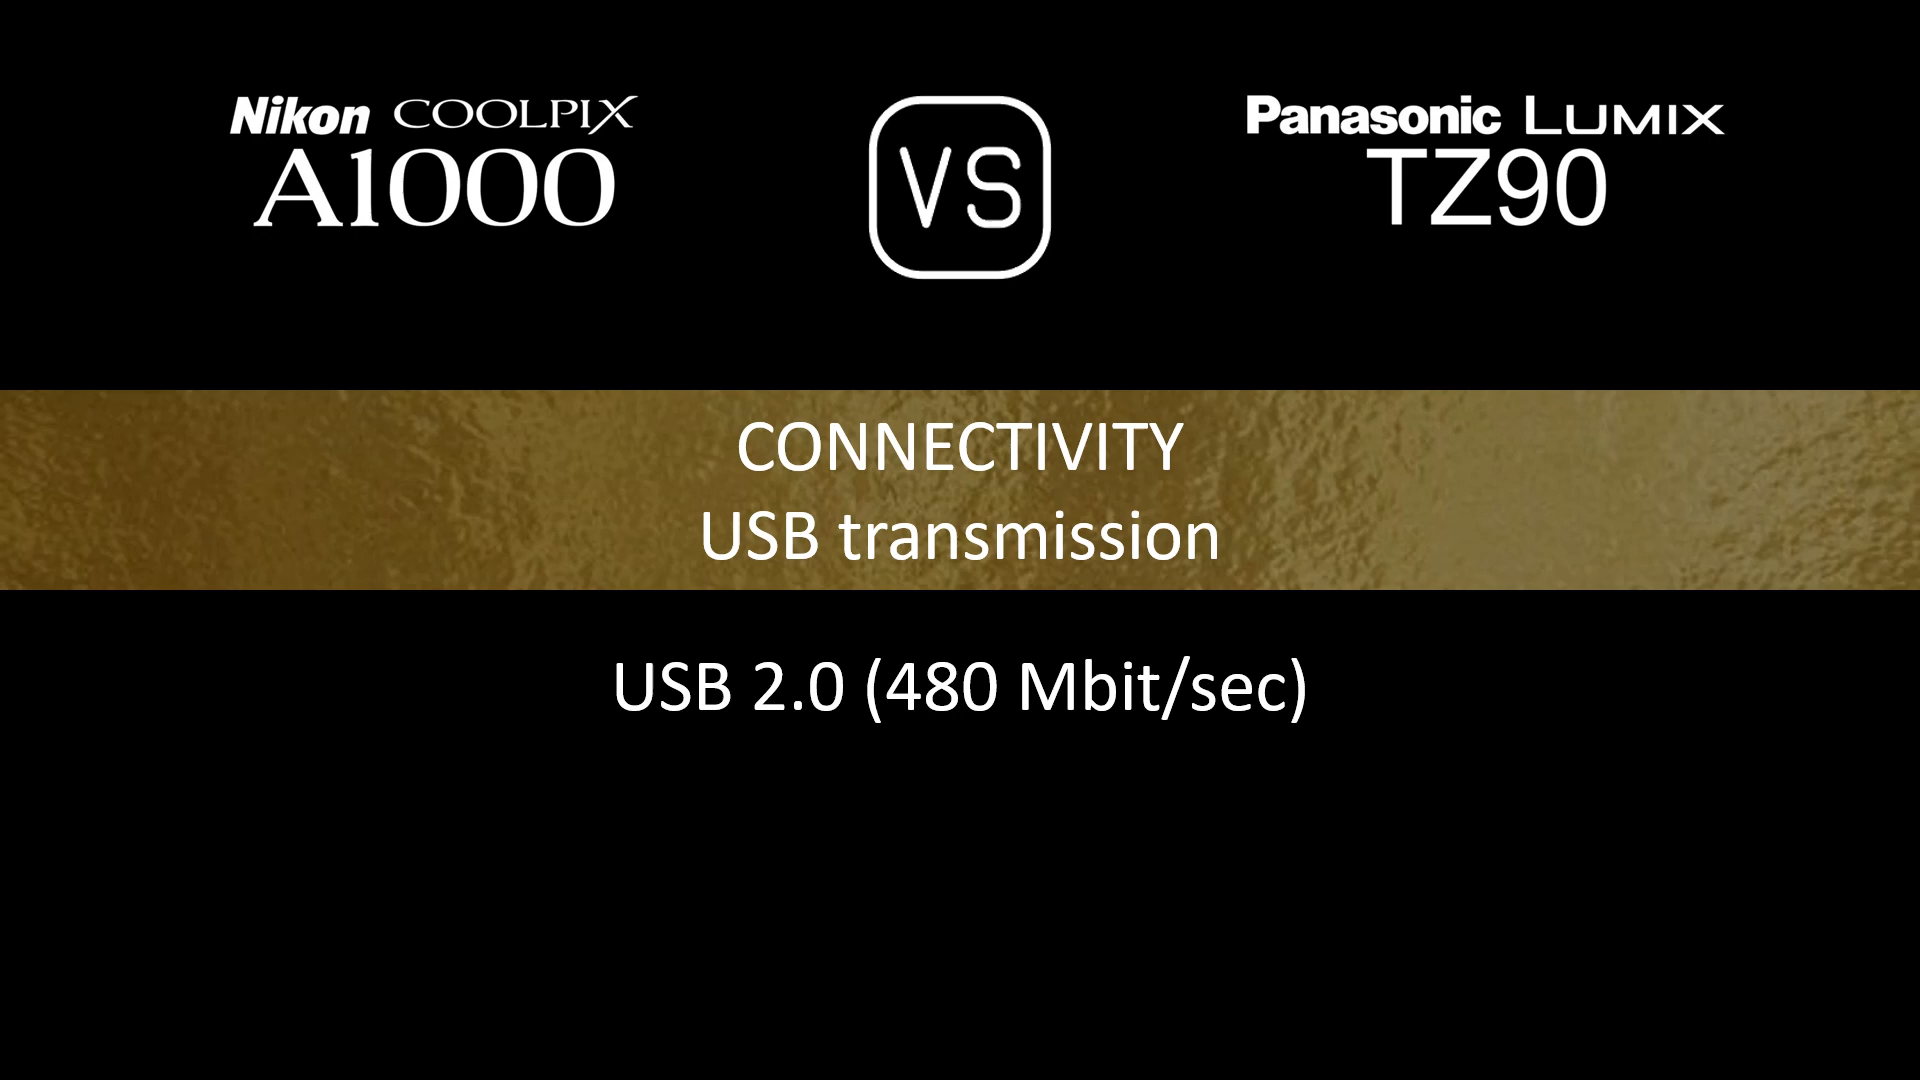 Nikon COOLPIX
A1000
VS
Panasonic LUMIX
TZ90
CONNECTIVITY
USB transmission
USB 2.0 (480 Mbit/sec)